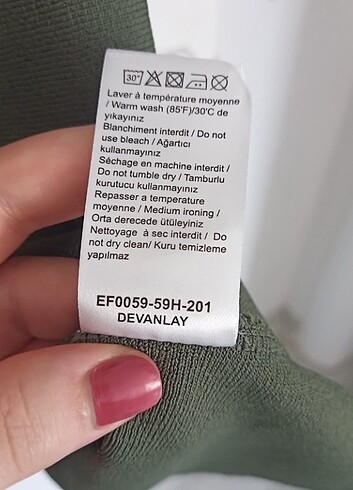 30°
Laver à température moyenne
/ Warm wash (85'F)/30'C de
yıkayınız
Blanchiment interdit / Do not
use bleach / Ağartıcı
kullanmayınız
Séchage en machine interdit /
Do not tumble dry / Tamburlu
kurutucu kullanmayınız
Repasser a temperature
moyenne / Medium ironing /
Orta derecede ütüleyiniz
Nettoyage à sec interdit / Do
not dry clean/ Kuru temizleme
yapılmaz
EF0059-59H-201
DEVANLAY